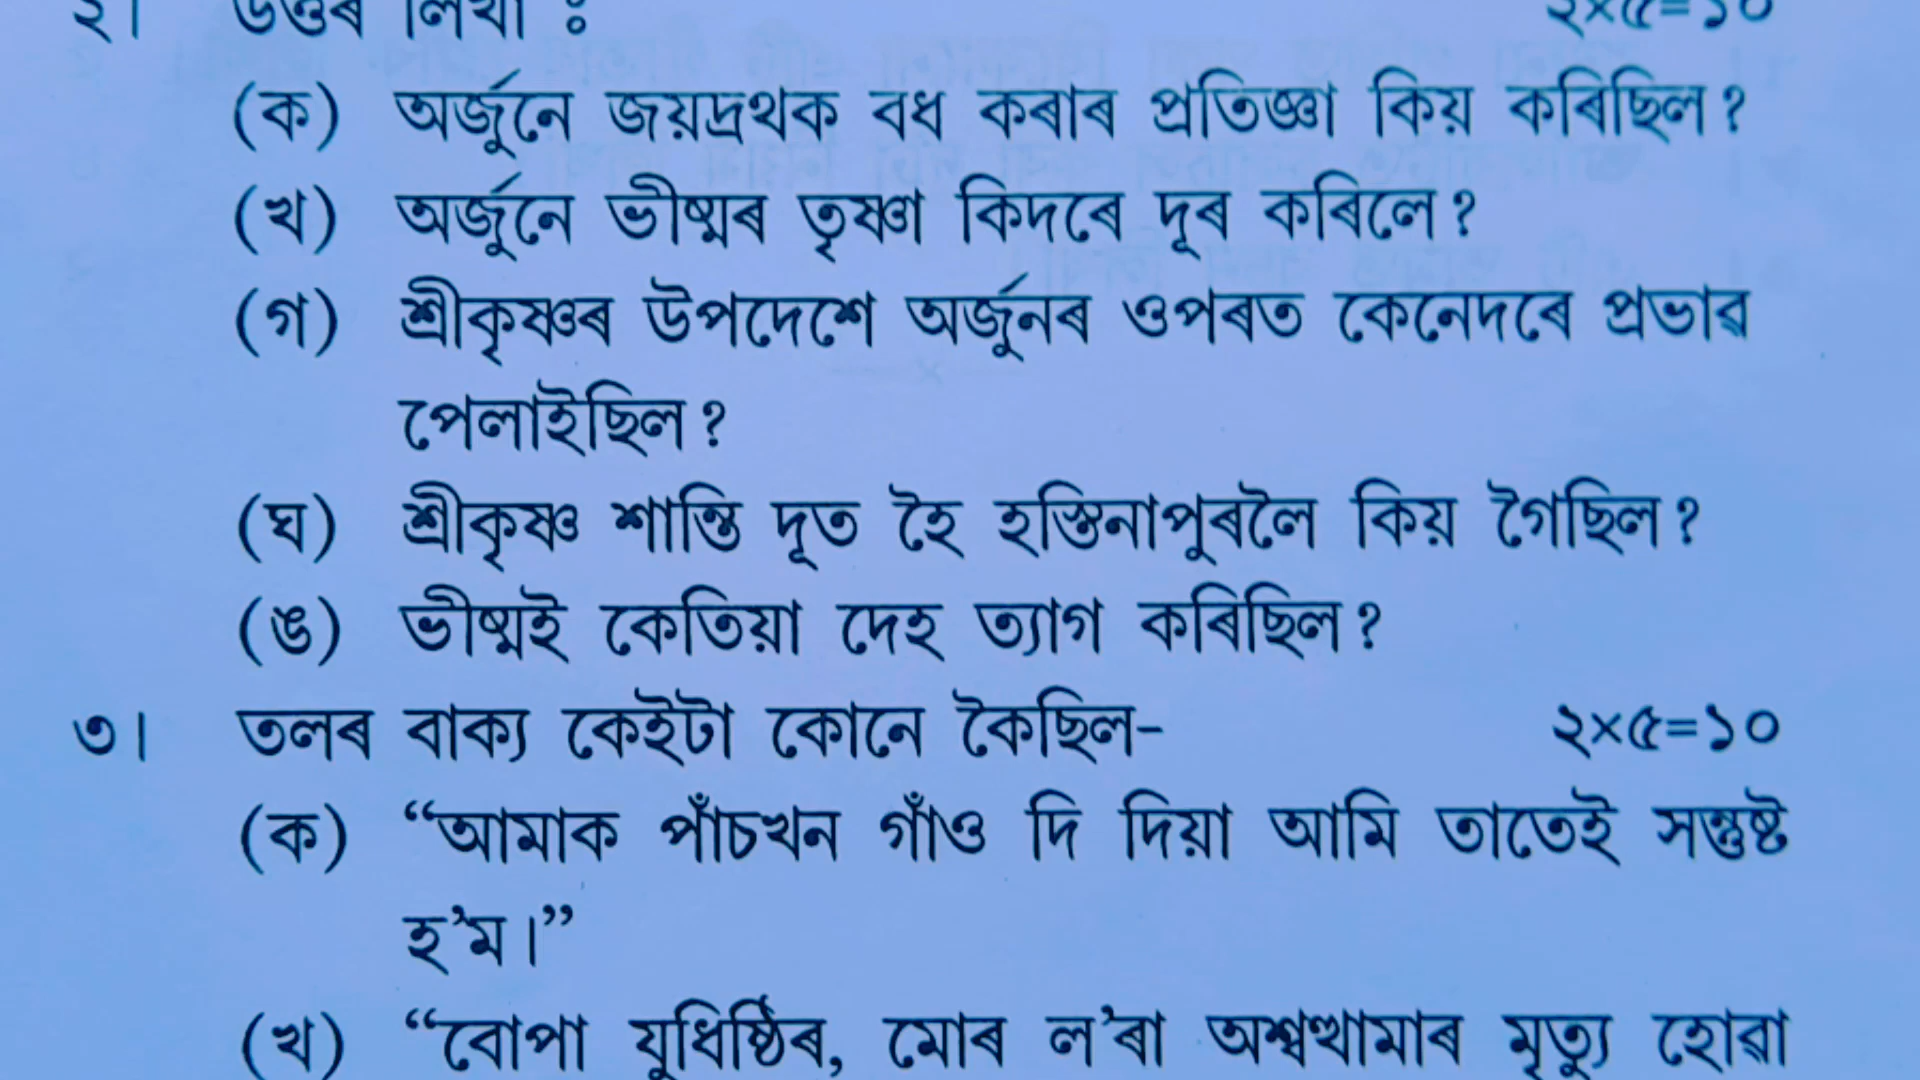 ২। উত্তৰ লিখা : ২×৫=১০
(ক) অৰ্জুনে জয়দ্ৰথক বধ কৰাৰ প্ৰতিজ্ঞা কিয় কৰিছিল?
(খ) অৰ্জুনে ভীষ্মৰ তৃষ্ণা কিদৰে দূৰ কৰিলে?
(গ) শ্ৰীকৃষ্ণৰ উপদেশে অৰ্জুনৰ ওপৰত কেনেদৰে প্ৰভাৱ
পেলাইছিল?
(ঘ) শ্ৰীকৃষ্ণ শান্তি দূত হৈ হস্তিনাপুৰলৈ কিয় গৈছিল?
(ঙ) ভীষ্মই কেতিয়া দেহ ত্যাগ কৰিছিল?
৩। তলৰ বাক্য কেইটা কোনে কৈছিল- ২×৫=১০
(ক) “আমাক পাঁচখন গাঁও দি দিয়া আমি তাতেই সন্তুষ্ট
হ’ম।”
(খ) “বোপা যুধিষ্ঠিৰ, মোৰ ল’ৰা অশ্বত্থামাৰ মৃত্যু হোৱা